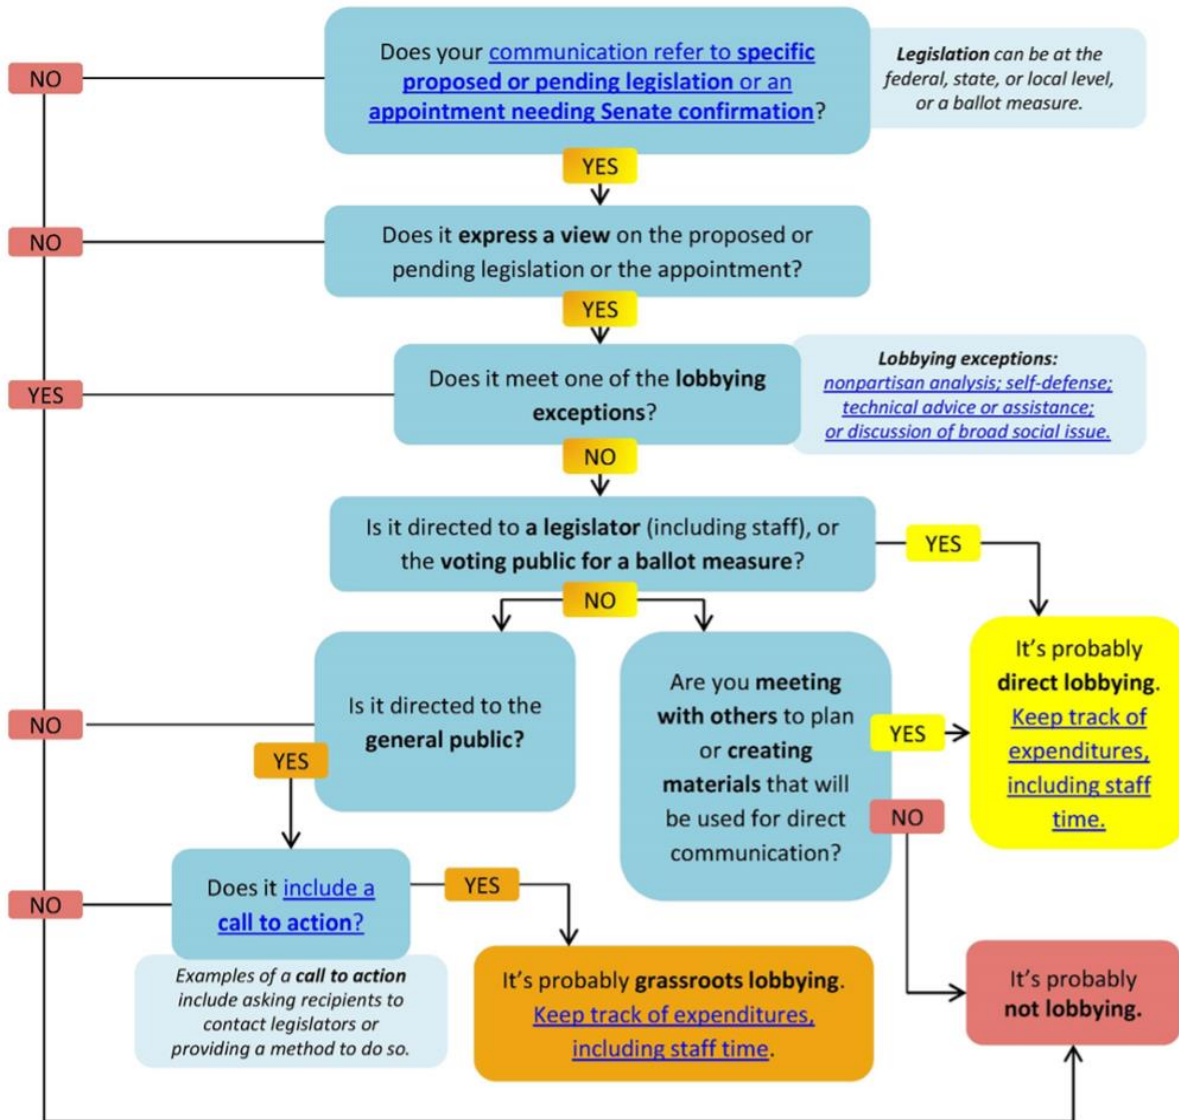 Does your communication refer to specific
proposed or pending legislation or an
appointment needing Senate confirmation?
Legislation can be at the
federal, state, or local level,
or a ballot measure.
NO
YES
Does it express a view on the proposed or
pending legislation or the appointment?
NO
YES
Does it meet one of the lobbying
exceptions?
Lobbying exceptions:
nonpartisan analysis; self-defense;
technical advice or assistance;
or discussion of broad social issue.
YES
NO
Is it directed to a legislator (including staff), or
the voting public for a ballot measure?
YES
NO
Is it directed to the
general public?
NO
YES
Are you meeting
with others to plan
or creating
materials that will
be used for direct
communication?
YES
NO
It's probably
direct lobbying.
Keep track of
expenditures,
including staff
time.
Does it include a
call to action?
NO
YES
Examples of a call to action
include asking recipients to
contact legislators or
providing a method to do so.
It's probably grassroots lobbying.
Keep track of expenditures,
including staff time.
It's probably
not lobbying.